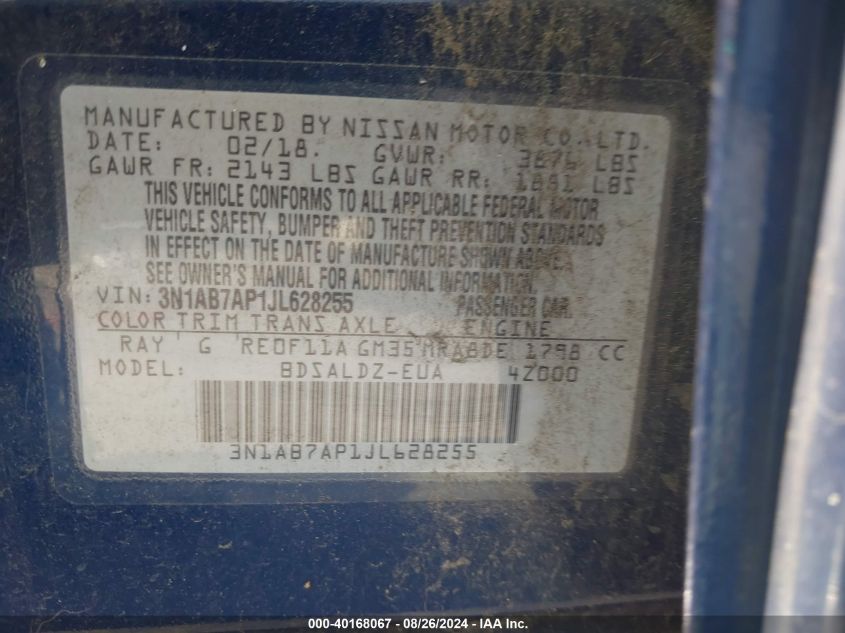 MANUFACTURED BY NISSAN MOTOR CO., LTD.
DATE: 02/18. GVWR: 3876 LBS
GAWR FR: 2143 LBS GAWR RR: 1841 LBS
THIS VEHICLE CONFORMS TO ALL APPLICABLE FEDERAL MOTOR
VEHICLE SAFETY, BUMPER AND THEFT PREVENTION STANDARDS
IN EFFECT ON THE DATE OF MANUFACTURE SHOWN ABOVE.
SEE OWNER'S MANUAL FOR ADDITIONAL INFORMATION
VIN: 3N1AB7AP1JL628255 PASSENGER CAR
COLOR TRIM TRANS AXLE ENGINE
RAY G RE0F11A GM35 MRA8DE 1798 CC
MODEL: BDSALDZ-EUA 4Z000
3N1AB7AP1JL628255
000-40168067 - 08/26/2024 - IAA Inc.